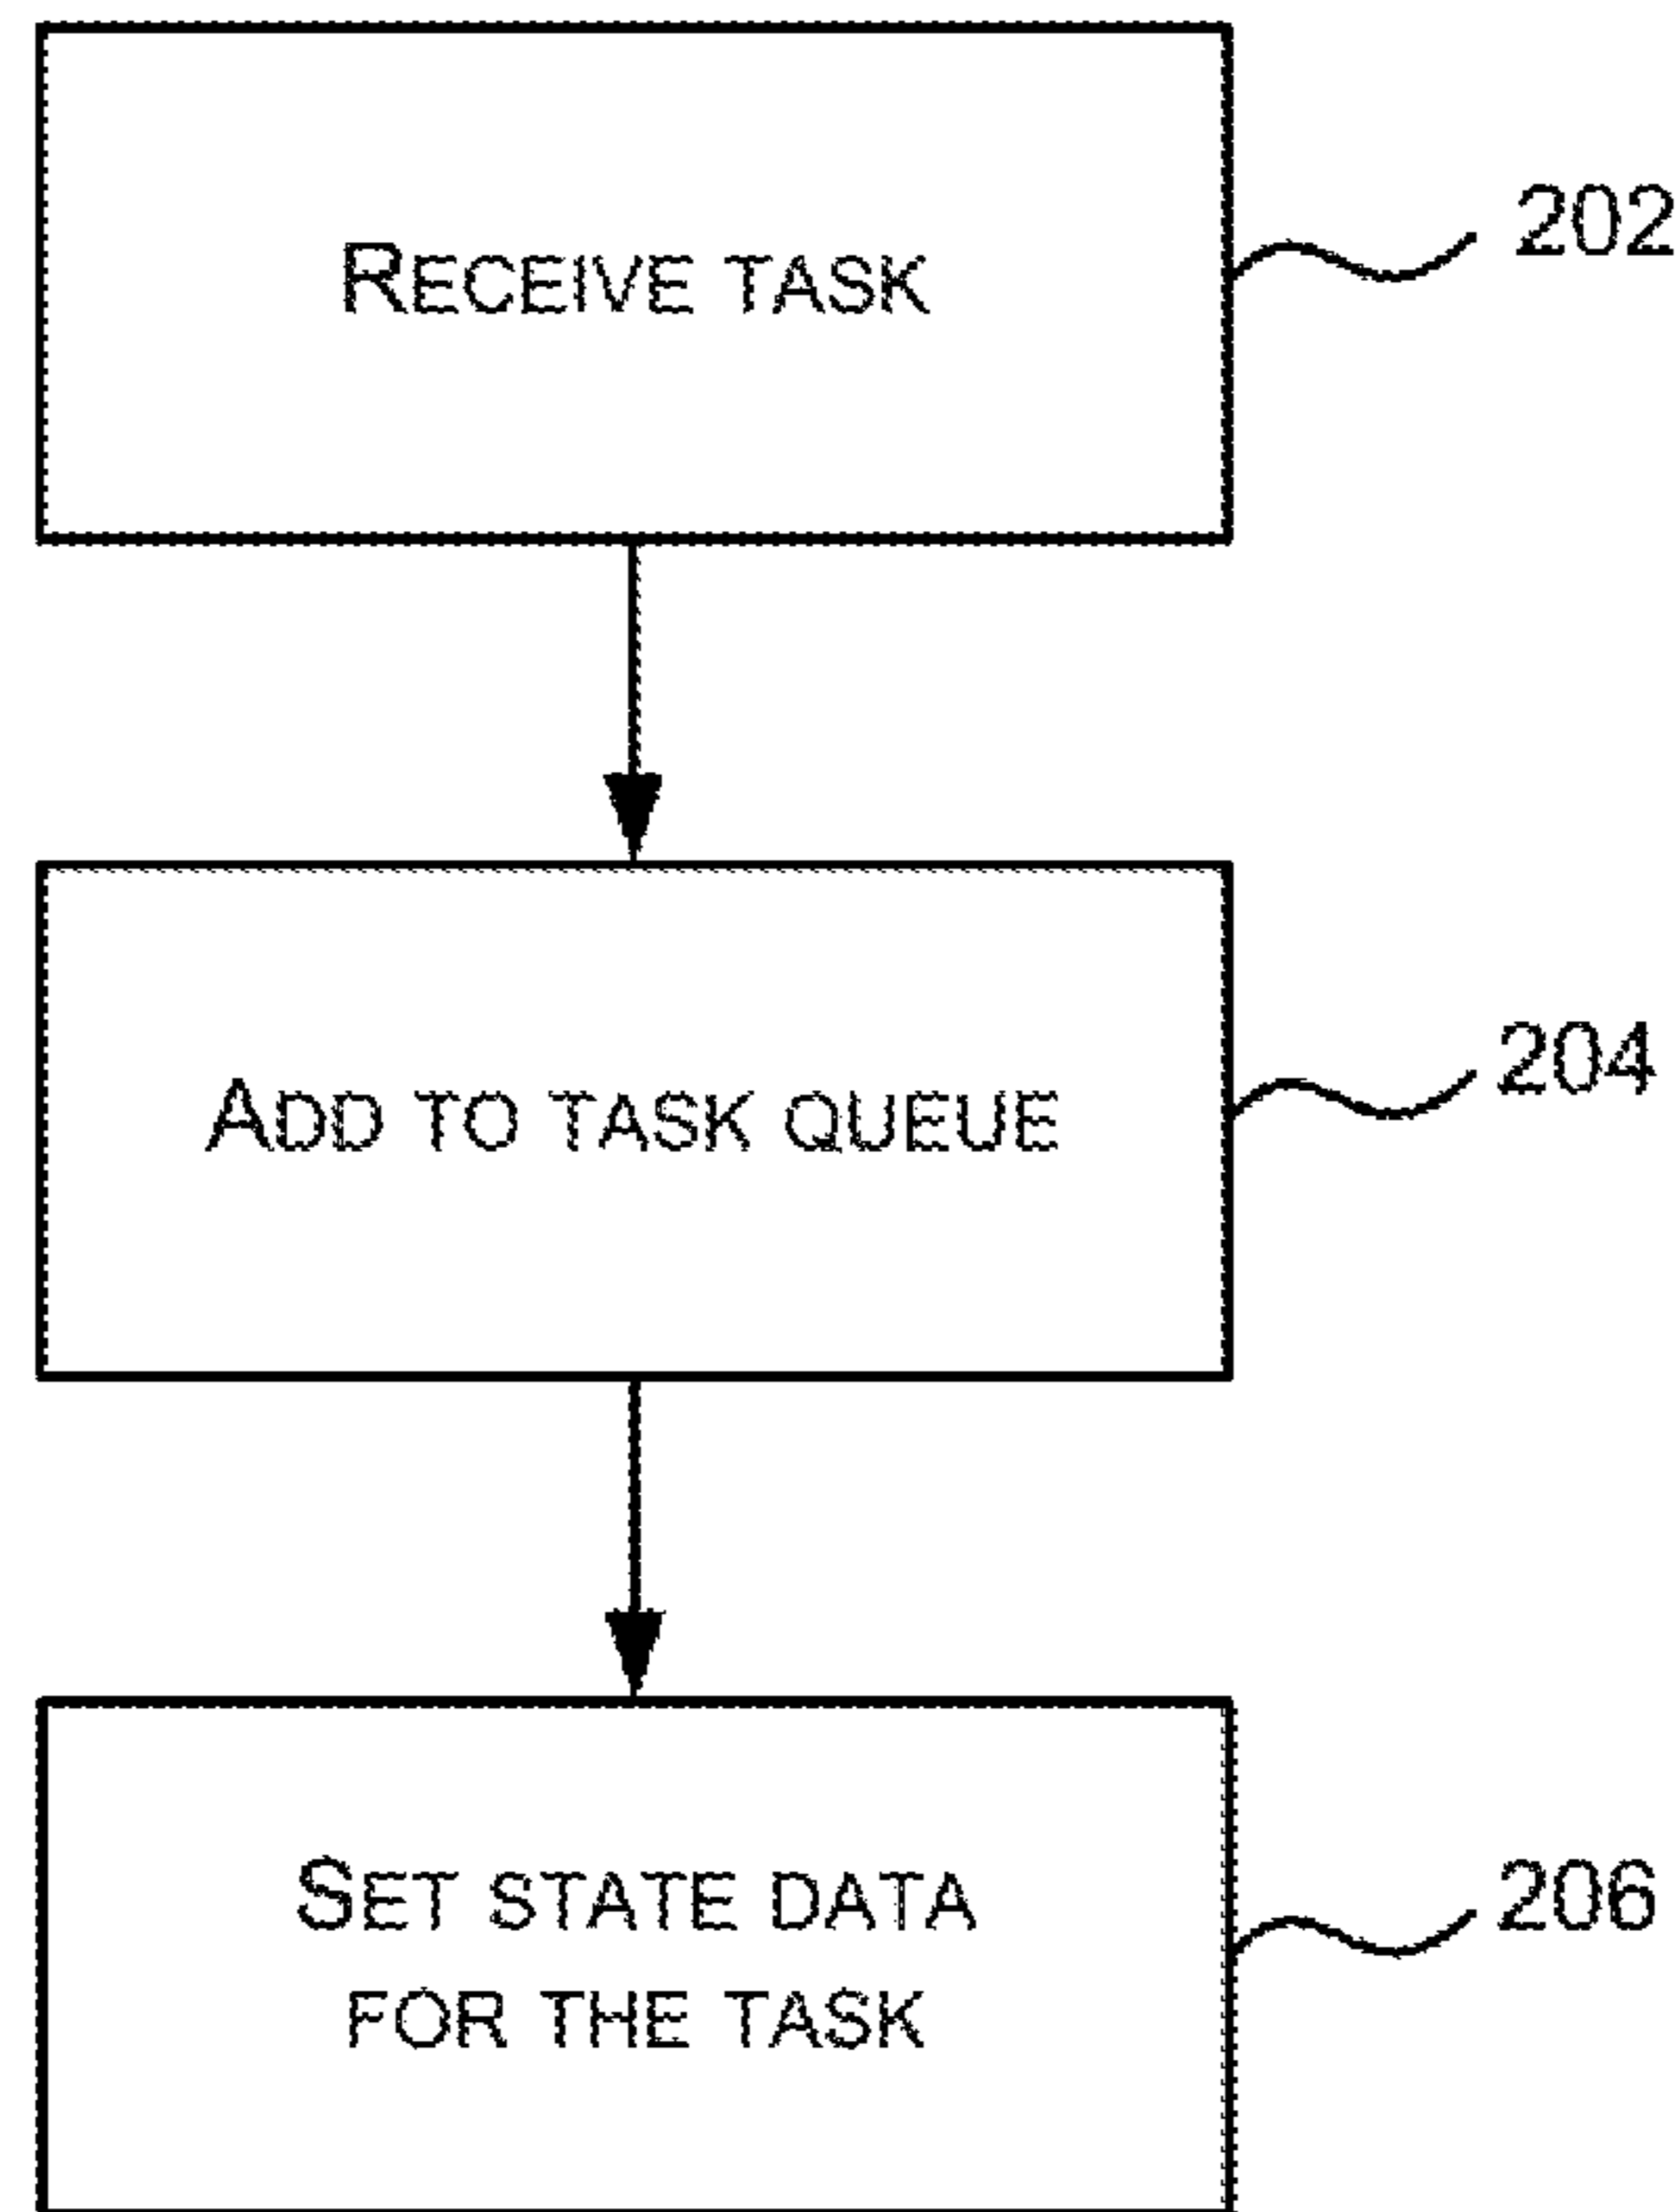 RECEIVE TASK
202
ADD TO TASK QUEUE
204
SET STATE DATA
FOR THE TASK
206